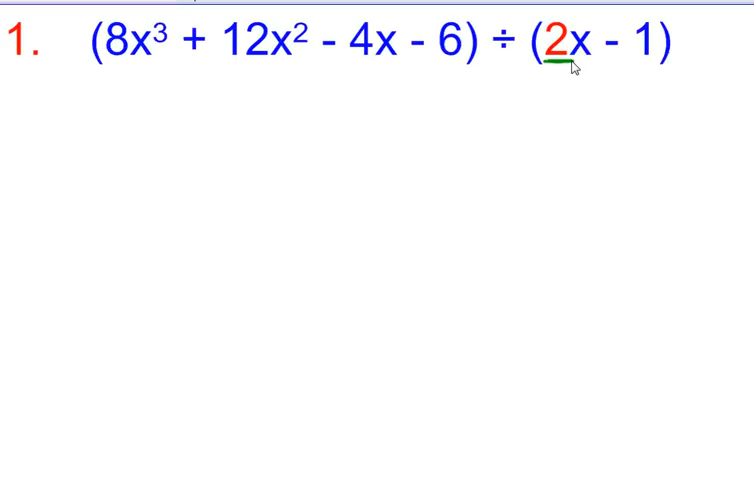 1. (8x³ + 12x² - 4x - 6) ÷ (2x - 1)